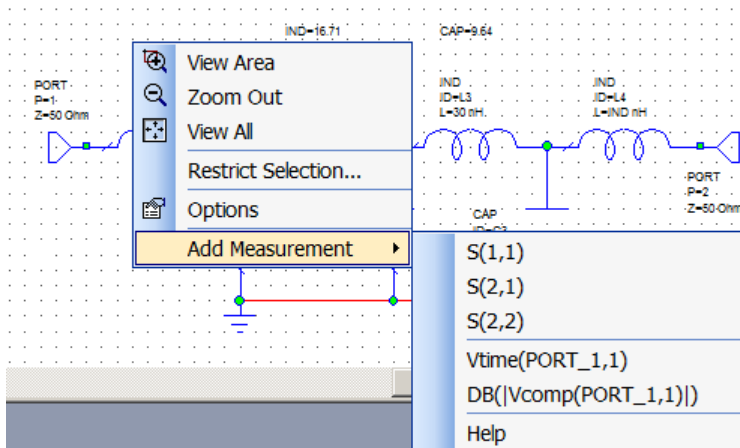 IND=16.71
CAP=9.64
PORT
P=1
Z=50 Ohm
View Area
Zoom Out
View All
Restrict Selection...
Options
Add Measurement
IND
ID=L3
L=30 nH
IND
ID=L4
L=IND nH
PORT
P=2
Z=50 Ohm
CAP
ID=C3
S(1,1)
S(2,1)
S(2,2)
Vtime(PORT_1,1)
DB(|Vcomp(PORT_1,1)|)
Help